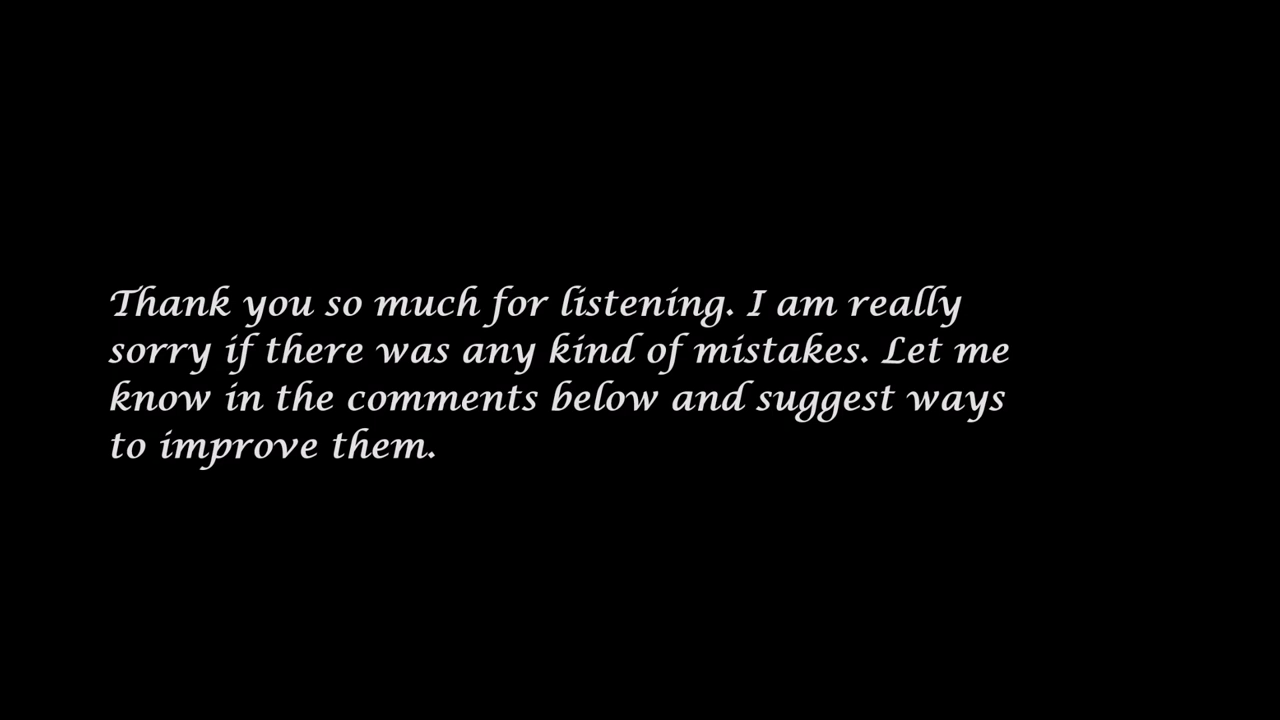 Thank you so much for listening. I am really
sorry if there was any kind of mistakes. Let me
know in the comments below and suggest ways
to improve them.